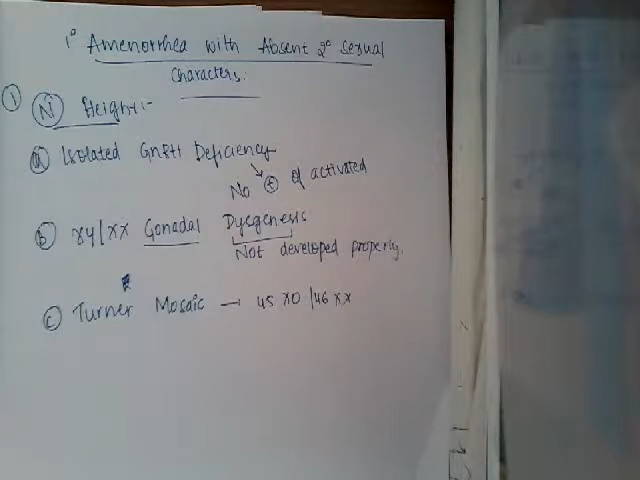 1° Amenorrhea with Absent 2° sexual
characters.
① Ⓝ Height:-
ⓐ Isolated GnRH Deficiency
No ⊕ of activated
ⓑ XY/XX Gonadal Dysgenesis
Not developed properly.
ⓒ Turner Mosaic → 45 XO /46 XX